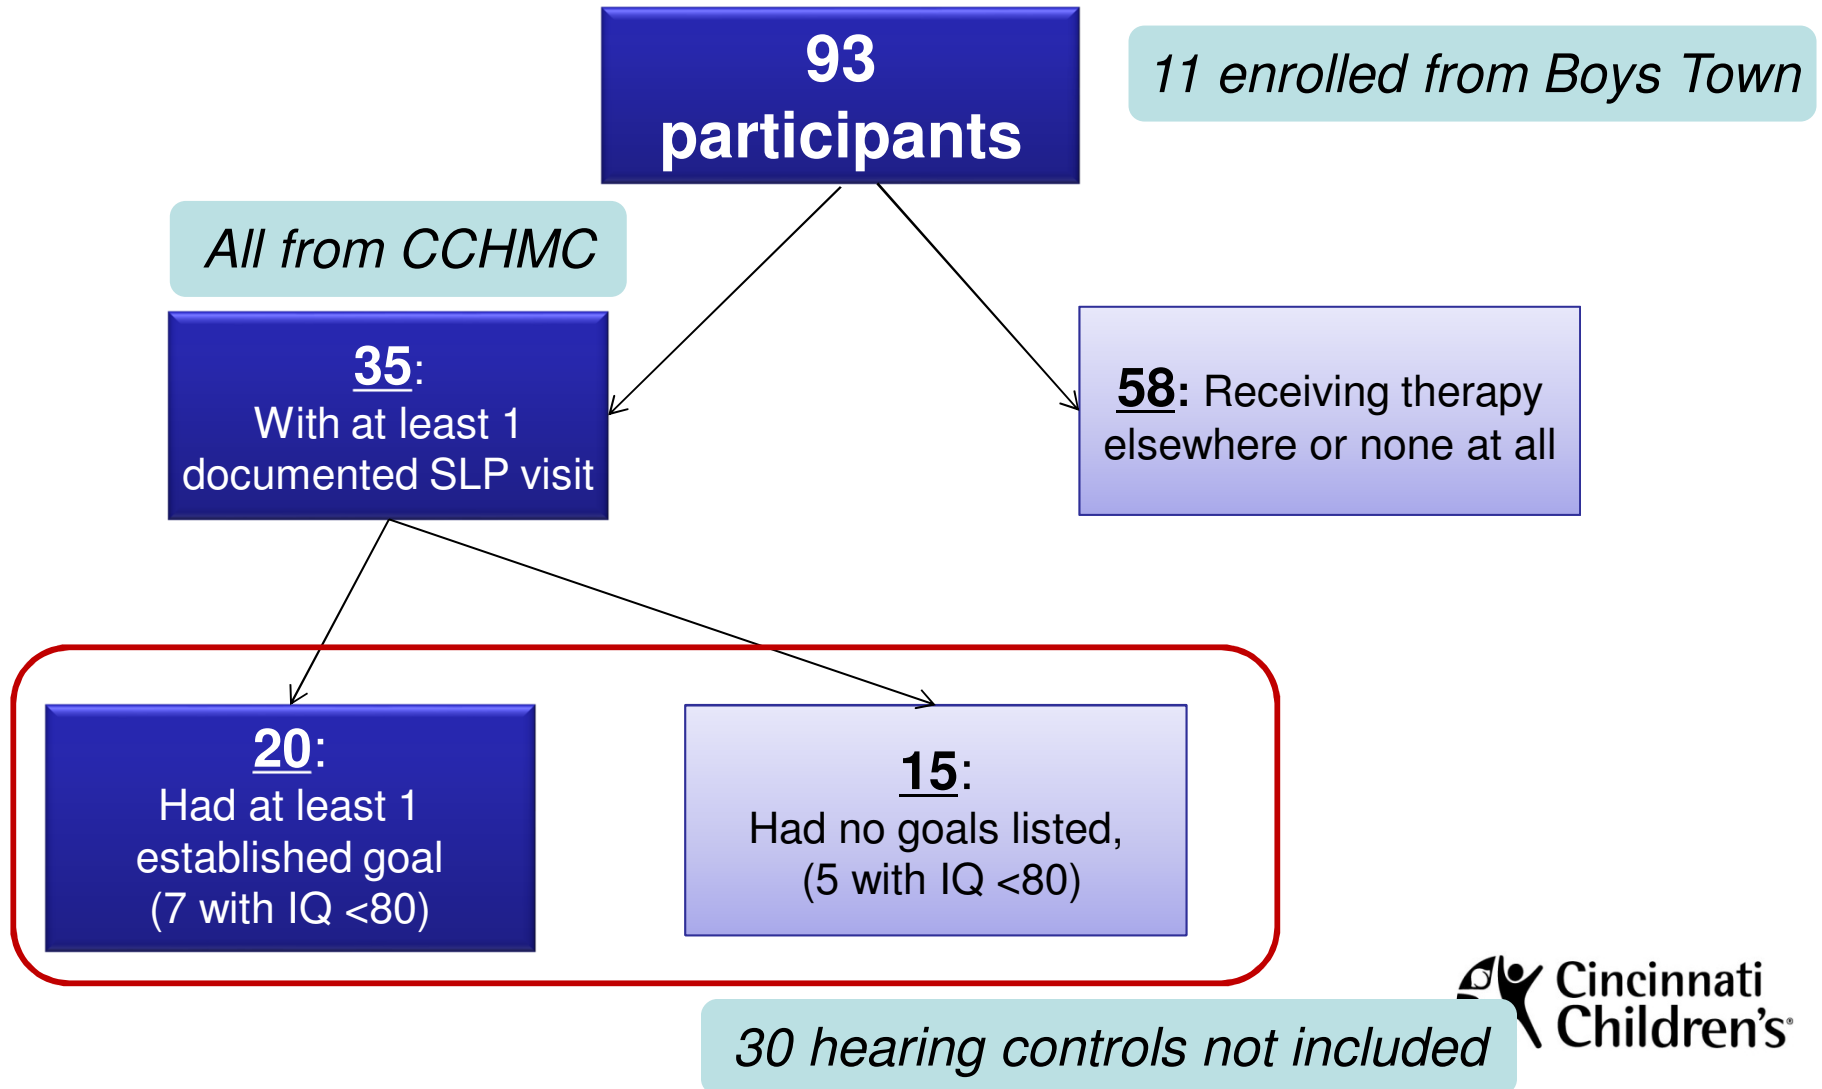 93
participants
11 enrolled from Boys Town
All from CCHMC
35:
With at least 1
documented SLP visit
58: Receiving therapy
elsewhere or none at all
20:
Had at least 1
established goal
(7 with IQ <80)
15:
Had no goals listed,
(5 with IQ <80)
30 hearing controls not included
Cincinnati
Children's